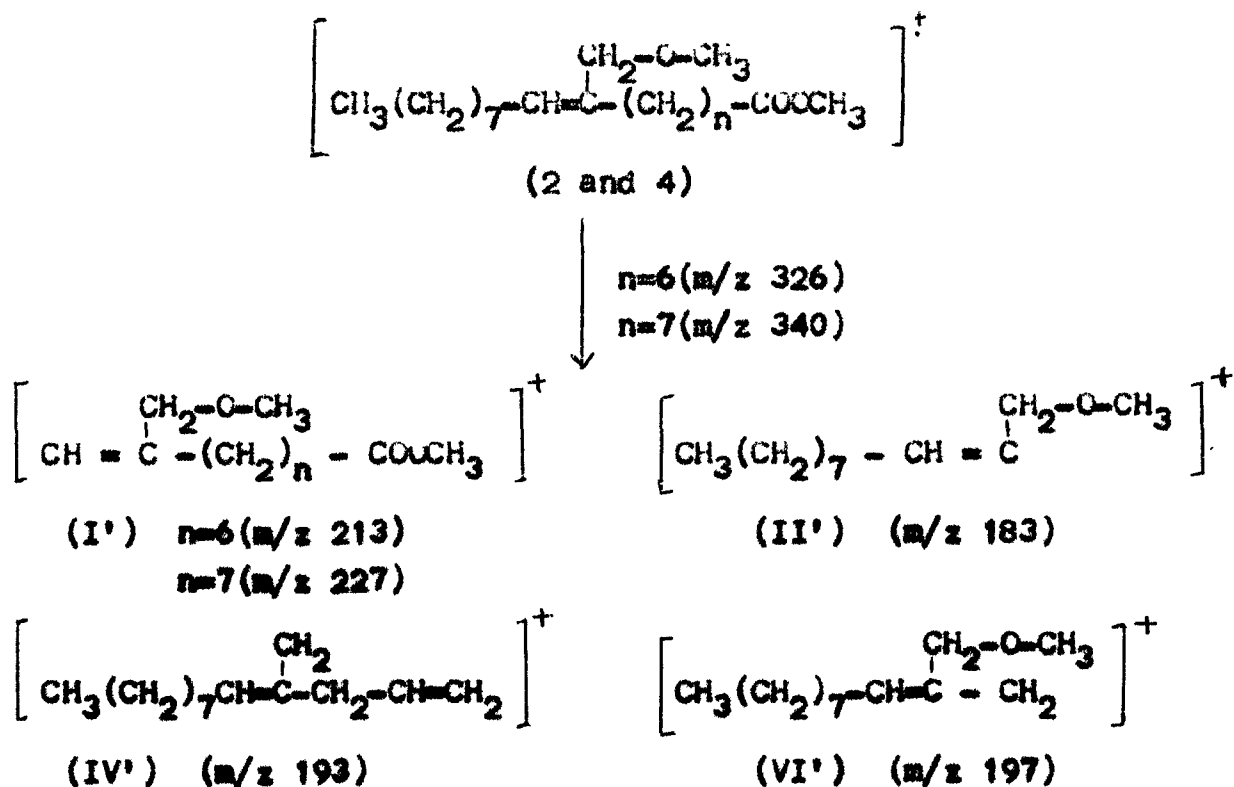 [ CH2-O-CH3 ]+.
CH3(CH2)7-CH=C-(CH2)n-COOCH3
(2 and 4)
n=6(m/z 326)
n=7(m/z 340)
[ CH2-O-CH3 ]+
CH = C -(CH2)n - COOCH3
(I') n=6(m/z 213)
n=7(m/z 227)
[ CH2-O-CH3 ]+
CH3(CH2)7 - CH = C
(II') (m/z 183)
[ CH2 ]+
CH3(CH2)7CH=C-CH2-CH=CH2
(IV') (m/z 193)
[ CH2-O-CH3 ]+
CH3(CH2)7-CH=C - CH2
(VI') (m/z 197)